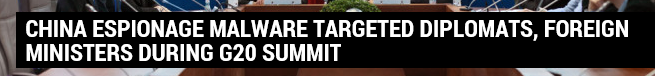 CHINA ESPIONAGE MALWARE TARGETED DIPLOMATS, FOREIGN
MINISTERS DURING G20 SUMMIT